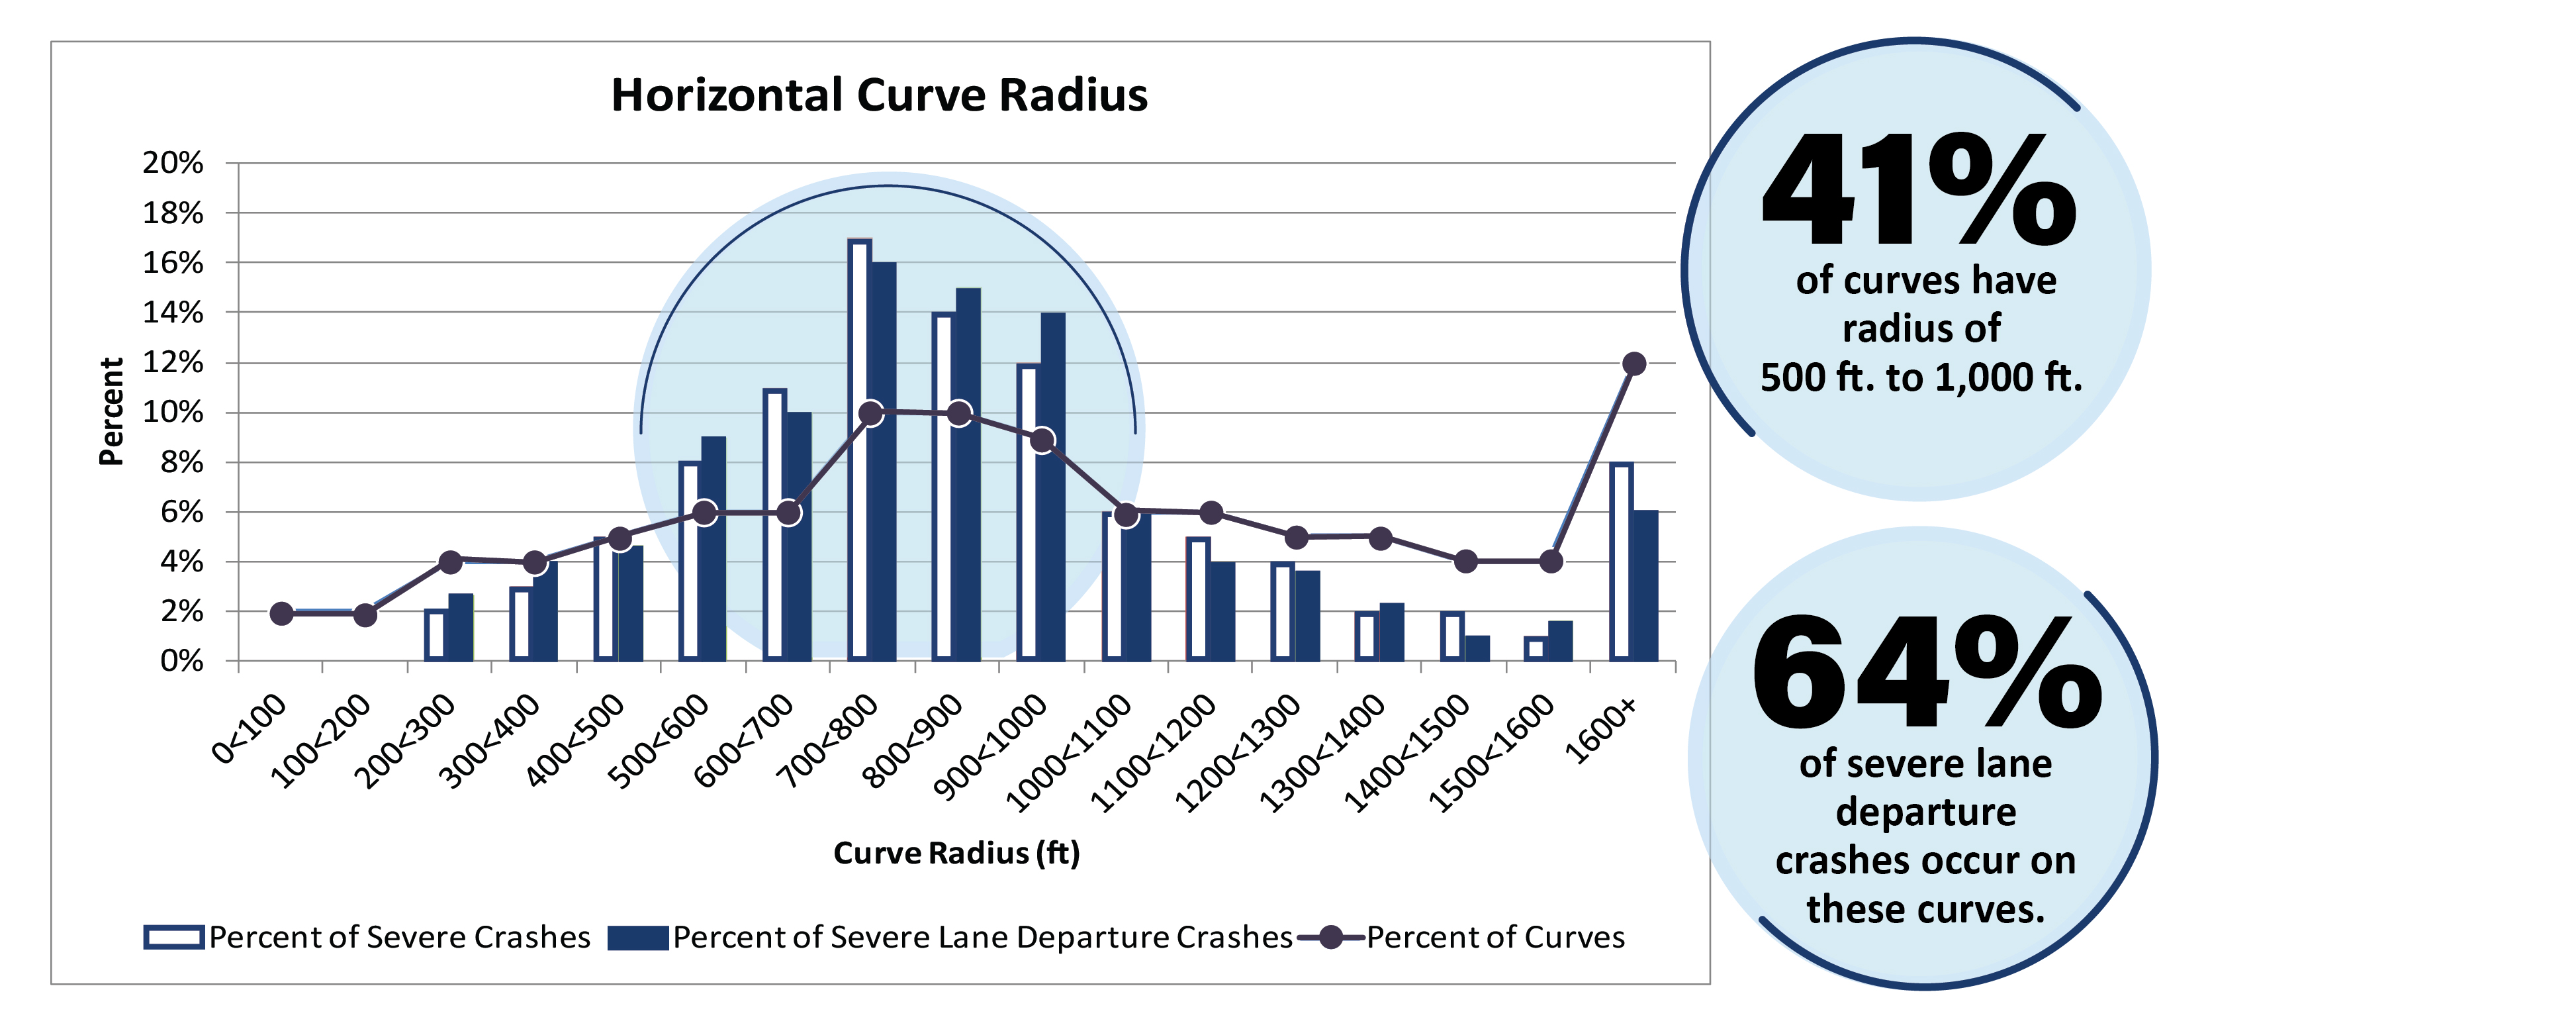 Horizontal Curve Radius
20%
18%
16%
14%
12%
10%
8%
6%
4%
2%
0%
Percent
0<100
100<200
200<300
300<400
400<500
500<600
600<700
700<800
800<900
900<1000
1000<1100
1100<1200
1200<1300
1300<1400
1400<1500
1500<1600
1600+
Curve Radius (ft)
Percent of Severe Crashes
Percent of Severe Lane Departure Crashes
Percent of Curves
41%
of curves have
radius of
500 ft. to 1,000 ft.
64%
of severe lane
departure
crashes occur on
these curves.